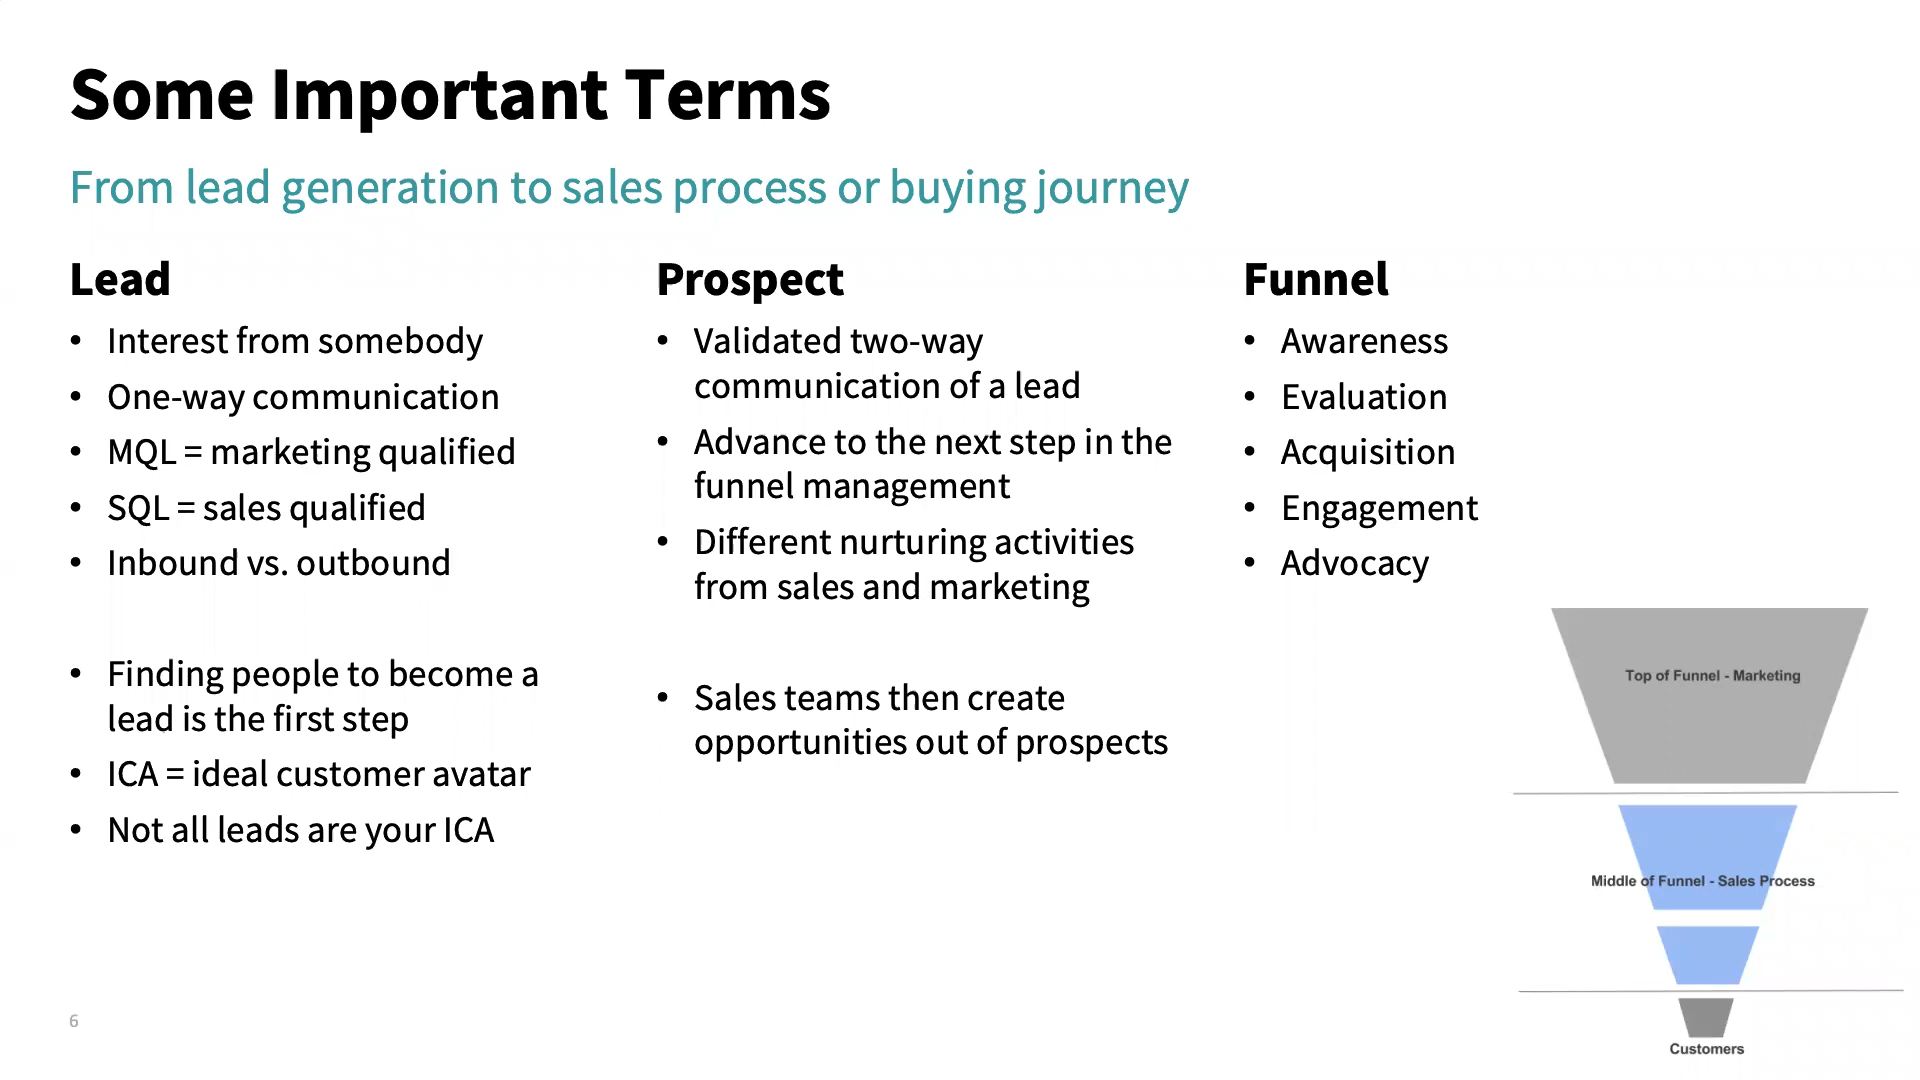 Some Important Terms
From lead generation to sales process or buying journey
Lead
• Interest from somebody
• One-way communication
• MQL = marketing qualified
• SQL = sales qualified
• Inbound vs. outbound
• Finding people to become a
lead is the first step
• ICA = ideal customer avatar
• Not all leads are your ICA
Prospect
• Validated two-way
communication of a lead
• Advance to the next step in the
funnel management
• Different nurturing activities
from sales and marketing
• Sales teams then create
opportunities out of prospects
Funnel
• Awareness
• Evaluation
• Acquisition
• Engagement
• Advocacy
Top of Funnel - Marketing
Middle of Funnel - Sales Process
Customers
6